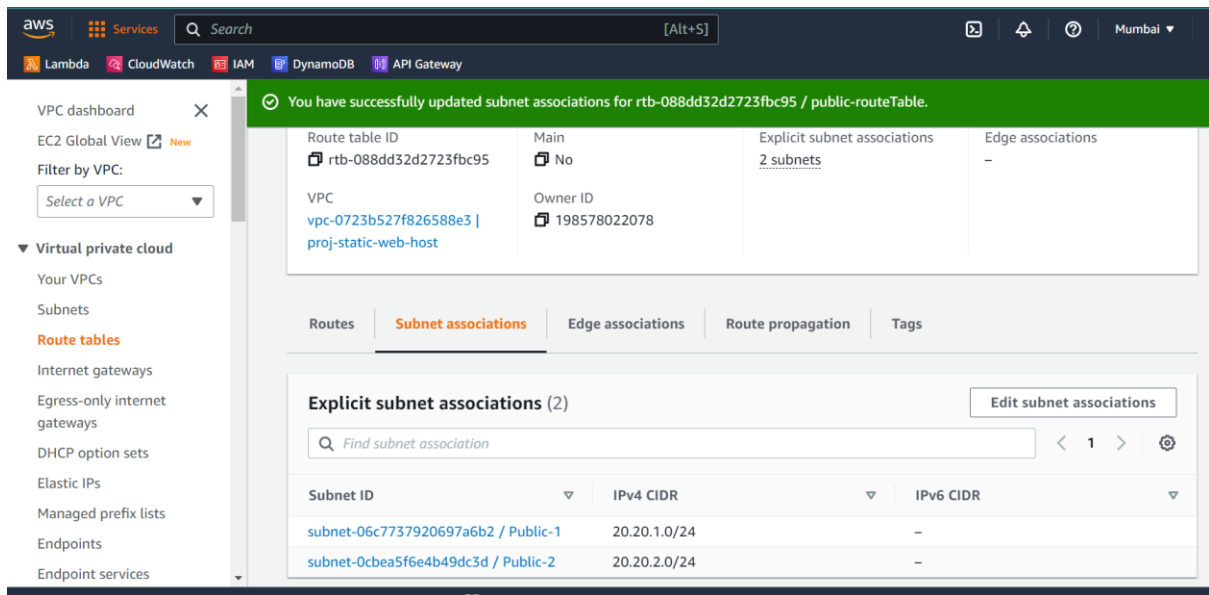 aws Services Search [Alt+S] Mumbai
Lambda CloudWatch IAM DynamoDB API Gateway
You have successfully updated subnet associations for rtb-088dd32d2723fbc95 / public-routeTable.
VPC dashboard
EC2 Global View New
Filter by VPC:
Select a VPC
Virtual private cloud
Your VPCs
Subnets
Route tables
Internet gateways
Egress-only internet
gateways
DHCP option sets
Elastic IPs
Managed prefix lists
Endpoints
Endpoint services
Route table ID
rtb-088dd32d2723fbc95
Main
No
Explicit subnet associations
2 subnets
Edge associations
–
VPC
vpc-0723b527f826588e3 |
proj-static-web-host
Owner ID
198578022078
Routes Subnet associations Edge associations Route propagation Tags
Explicit subnet associations (2)
Edit subnet associations
Find subnet association
1
Subnet ID IPv4 CIDR IPv6 CIDR
subnet-06c7737920697a6b2 / Public-1 20.20.1.0/24 –
subnet-0cbea5f6e4b49dc3d / Public-2 20.20.2.0/24 –